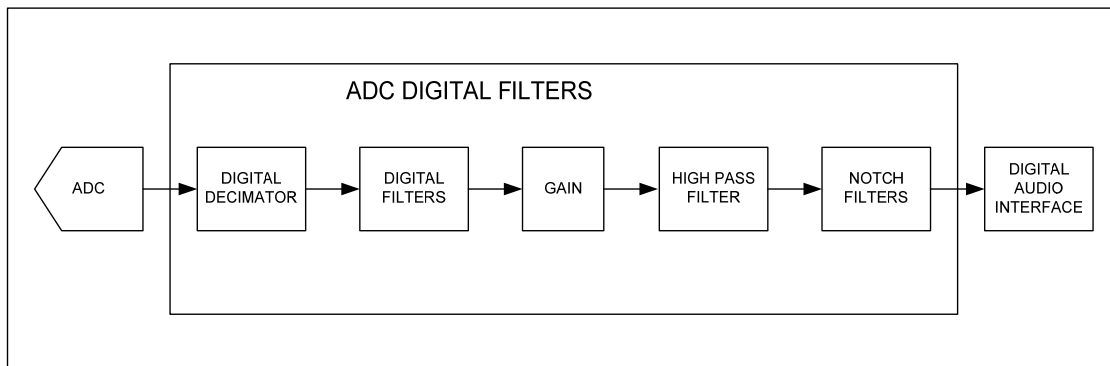 ADC DIGITAL FILTERS
ADC
DIGITAL
DECIMATOR
DIGITAL
FILTERS
GAIN
HIGH PASS
FILTER
NOTCH
FILTERS
DIGITAL
AUDIO
INTERFACE